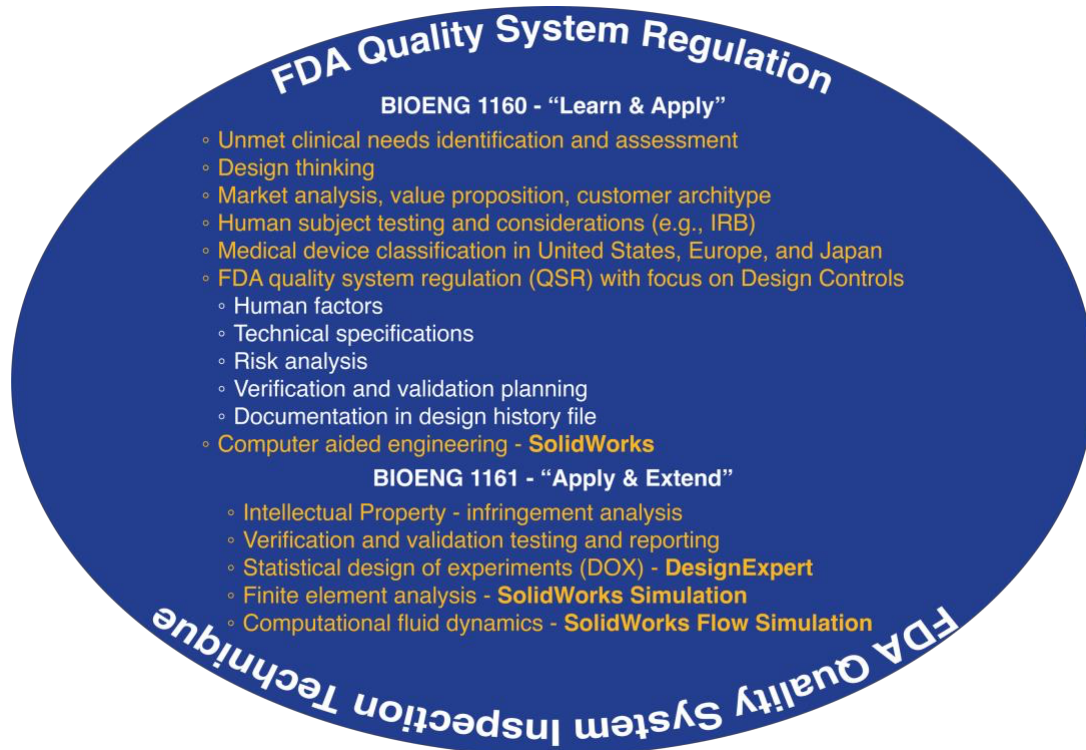 FDA Quality System Regulation
BIOENG 1160 - “Learn & Apply”
◦ Unmet clinical needs identification and assessment
◦ Design thinking
◦ Market analysis, value proposition, customer architype
◦ Human subject testing and considerations (e.g., IRB)
◦ Medical device classification in United States, Europe, and Japan
◦ FDA quality system regulation (QSR) with focus on Design Controls
◦ Human factors
◦ Technical specifications
◦ Risk analysis
◦ Verification and validation planning
◦ Documentation in design history file
◦ Computer aided engineering - SolidWorks
BIOENG 1161 - “Apply & Extend”
◦ Intellectual Property - infringement analysis
◦ Verification and validation testing and reporting
◦ Statistical design of experiments (DOX) - DesignExpert
◦ Finite element analysis - SolidWorks Simulation
◦ Computational fluid dynamics - SolidWorks Flow Simulation
FDA Quality System Inspection Technique